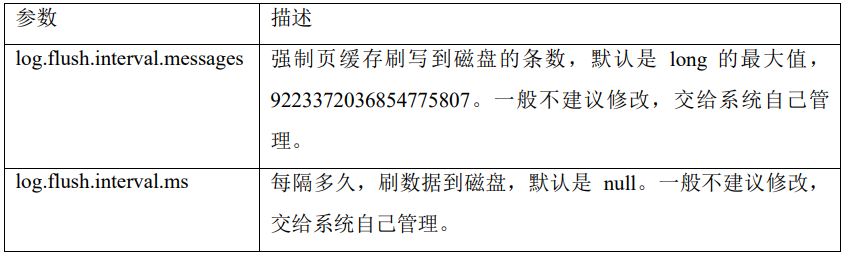 参数 描述
log.flush.interval.messages 强制页缓存刷写到磁盘的条数，默认是 long 的最大值，
9223372036854775807。一般不建议修改，交给系统自己管
理。
log.flush.interval.ms 每隔多久，刷数据到磁盘，默认是 null。一般不建议修改，
交给系统自己管理。